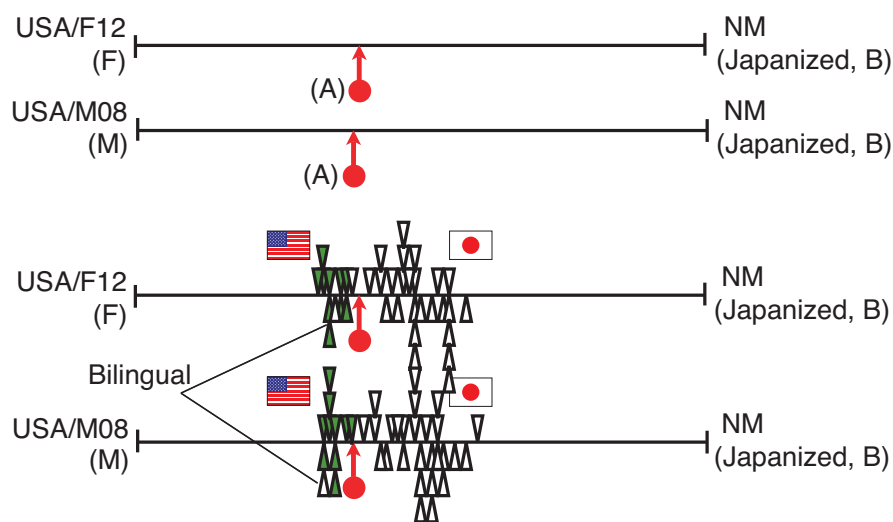 USA/F12
(F)
NM
(Japanized, B)
(A)
USA/M08
(M)
NM
(Japanized, B)
(A)
USA/F12
(F)
NM
(Japanized, B)
Bilingual
USA/M08
(M)
NM
(Japanized, B)